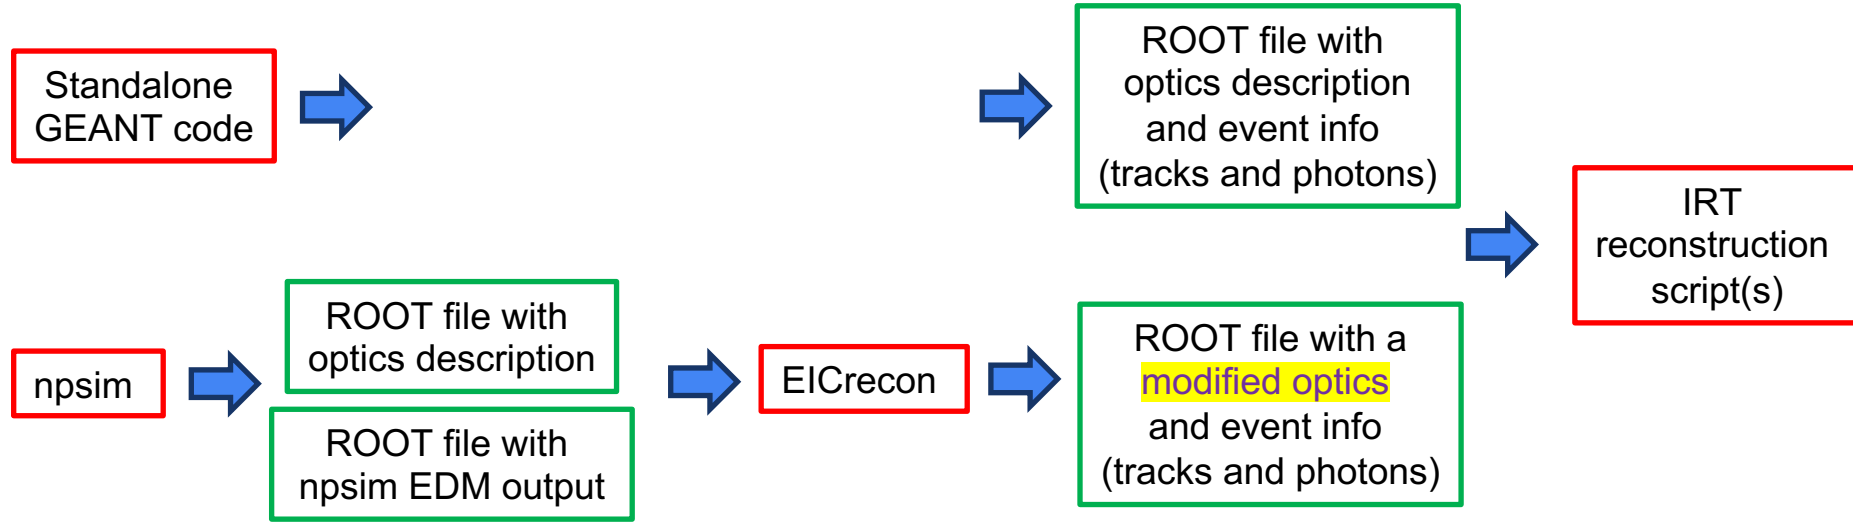 Standalone
GEANT code
ROOT file with
optics description
and event info
(tracks and photons)
IRT
reconstruction
script(s)
npsim
ROOT file with
optics description
ROOT file with
npsim EDM output
EICrecon
ROOT file with a
modified optics
and event info
(tracks and photons)